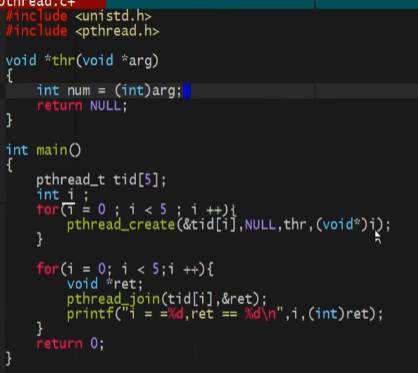 pthread.c+
#include <unistd.h>
#include <pthread.h>
void *thr(void *arg)
{
int num = (int)arg;
return NULL;
}
int main()
{
pthread_t tid[5];
int i ;
for(i = 0 ; i < 5 ; i ++){
pthread_create(&tid[i],NULL,thr,(void*)i);
}
for(i = 0; i < 5;i ++){
void *ret;
pthread_join(tid[i],&ret);
printf("i = =%d,ret == %d\n",i,(int)ret);
}
return 0;
}